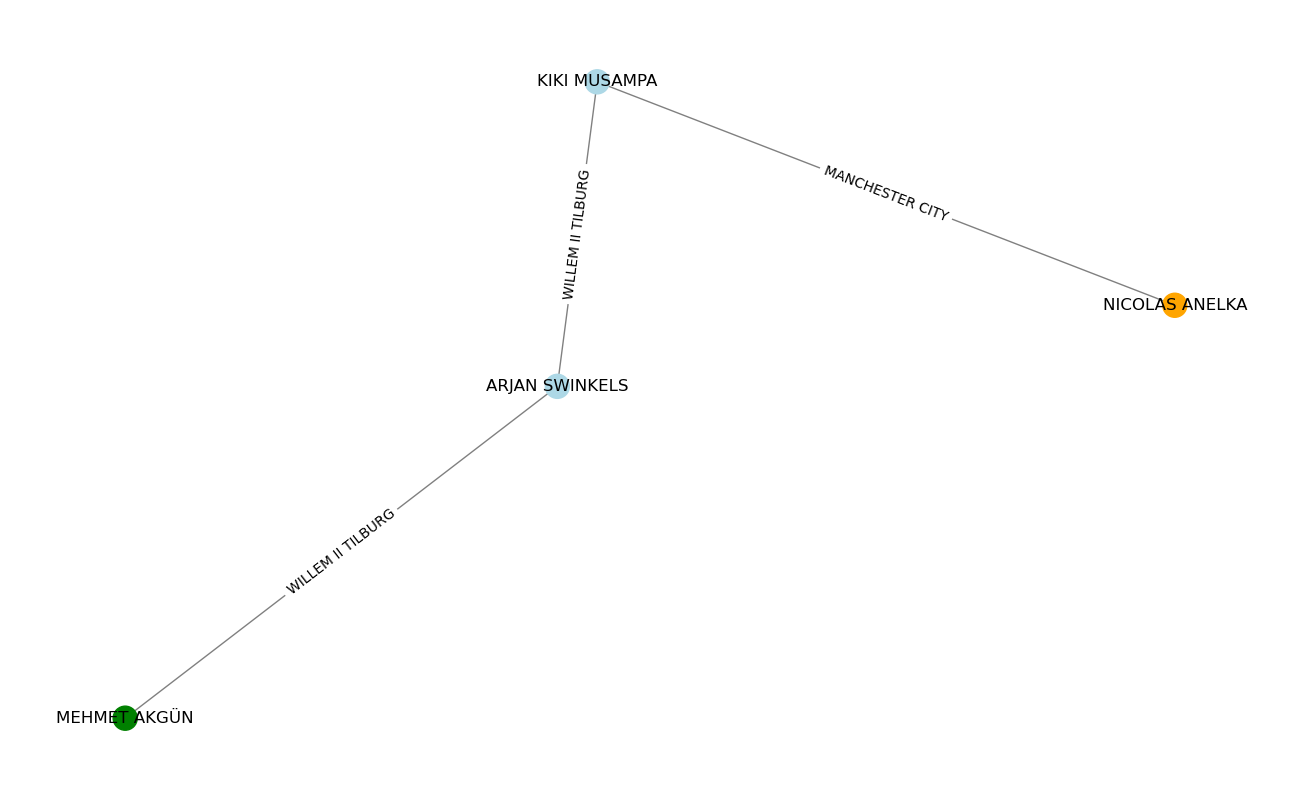 KIKI MUSAMPA
MANCHESTER CITY
WILLEM II TILBURG
NICOLAS ANELKA
ARJAN SWINKELS
WILLEM II TILBURG
MEHMET AKGÜN